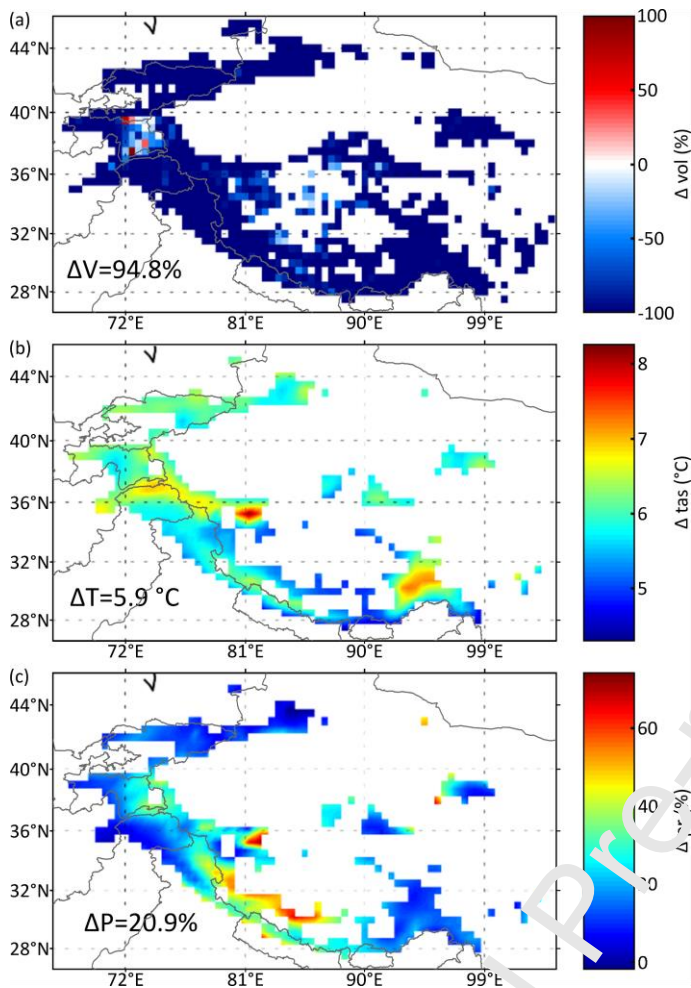 (a)
44°N
40°N
36°N
32°N
28°N
ΔV=94.8%
72°E 81°E 90°E 99°E
100
50
0
-50
-100
Δ vol (%)
(b)
44°N
40°N
36°N
32°N
28°N
ΔT=5.9 °C
72°E 81°E 90°E 99°E
8
7
6
5
Δ tas (°C)
(c)
44°N
40°N
36°N
32°N
28°N
ΔP=20.9%
72°E 81°E 90°E 99°E
60
40
20
0
(%)